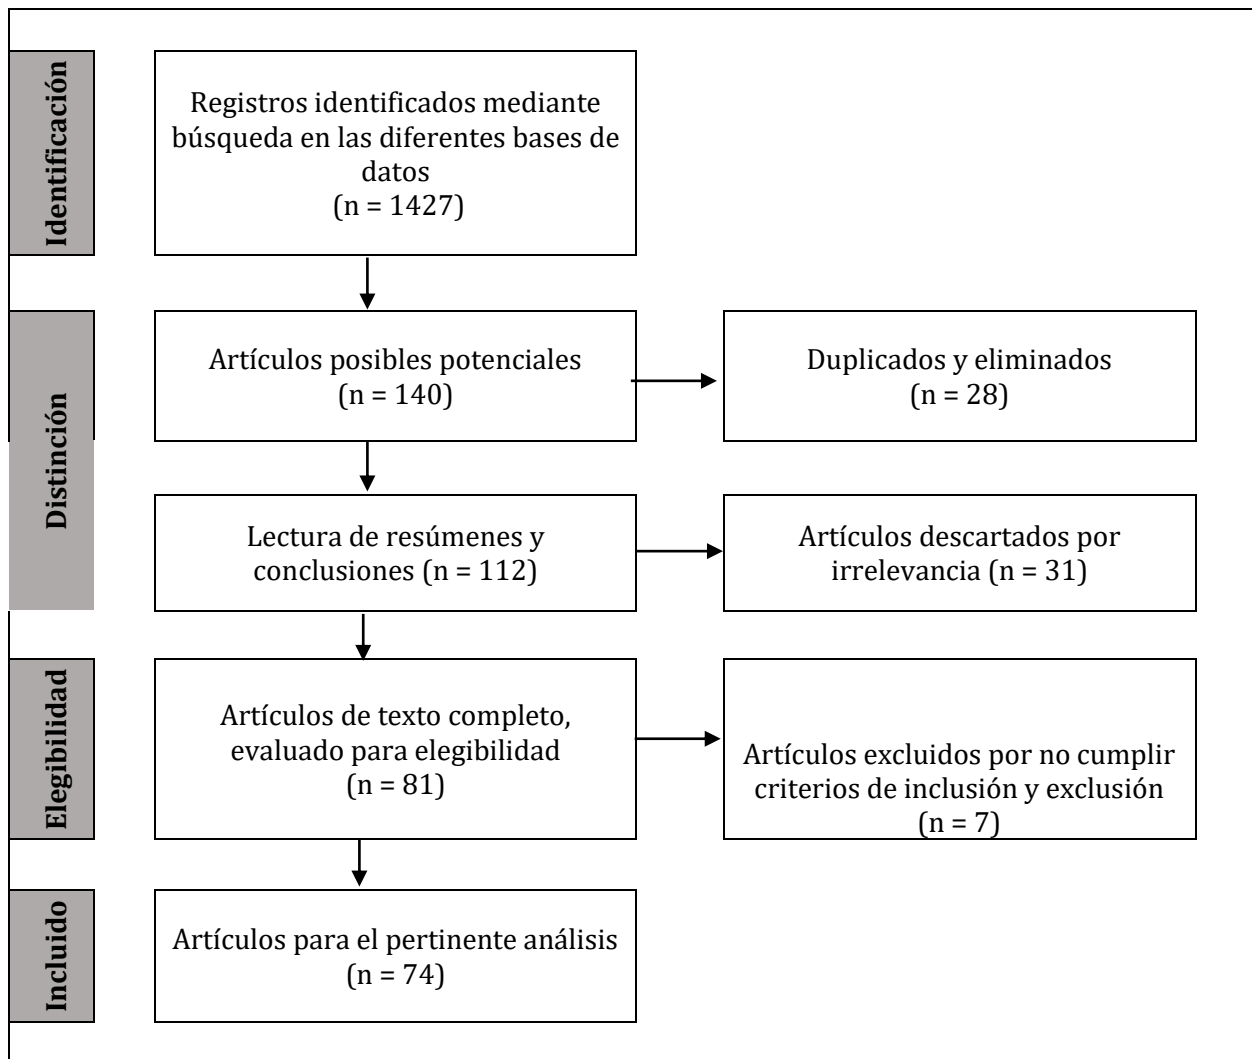 Identificación
Registros identificados mediante
búsqueda en las diferentes bases de
datos
(n = 1427)
Distinción
Artículos posibles potenciales
(n = 140)
Duplicados y eliminados
(n = 28)
Lectura de resúmenes y
conclusiones (n = 112)
Artículos descartados por
irrelevancia (n = 31)
Elegibilidad
Artículos de texto completo,
evaluado para elegibilidad
(n = 81)
Artículos excluidos por no cumplir
criterios de inclusión y exclusión
(n = 7)
Incluido
Artículos para el pertinente análisis
(n = 74)